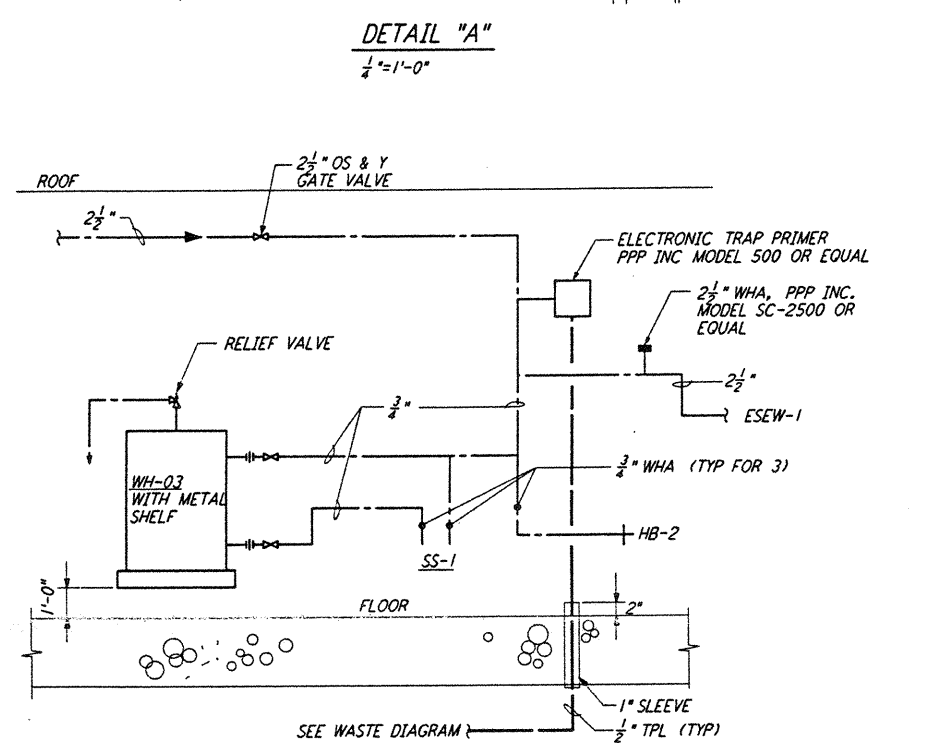 DETAIL "A"
1/4"=1'-0"
ROOF
2 1/2" OS & Y
GATE VALVE
2 1/2"
ELECTRONIC TRAP PRIMER
PPP INC MODEL 500 OR EQUAL
2 1/2" WHA, PPP INC.
MODEL SC-2500 OR
EQUAL
RELIEF VALVE
3/4"
2 1/2"
ESEW-1
WH-03
WITH METAL
SHELF
3/4" WHA (TYP FOR 3)
HB-2
SS-1
1'-0"
FLOOR
2"
1" SLEEVE
SEE WASTE DIAGRAM
1/2" TPL (TYP)